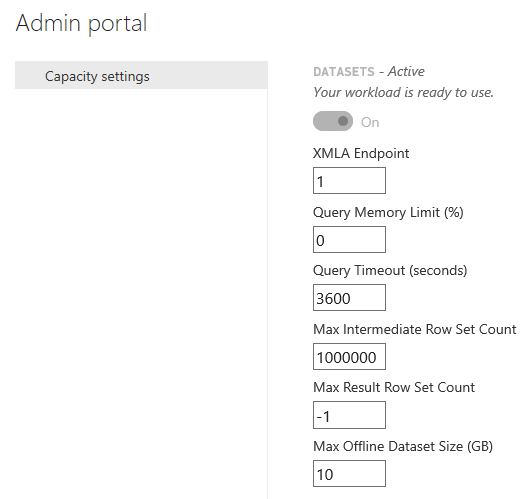 Admin portal
Capacity settings
DATASETS - Active
Your workload is ready to use.
On
XMLA Endpoint
1
Query Memory Limit (%)
0
Query Timeout (seconds)
3600
Max Intermediate Row Set Count
1000000
Max Result Row Set Count
-1
Max Offline Dataset Size (GB)
10